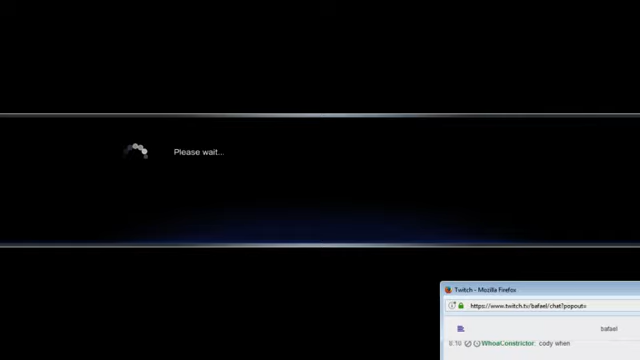 Please wait...
Twitch - Mozilla Firefox
https://www.twitch.tv/bafael/chat?popout=
bafael
8:10 WhoaConstrictor: cody when